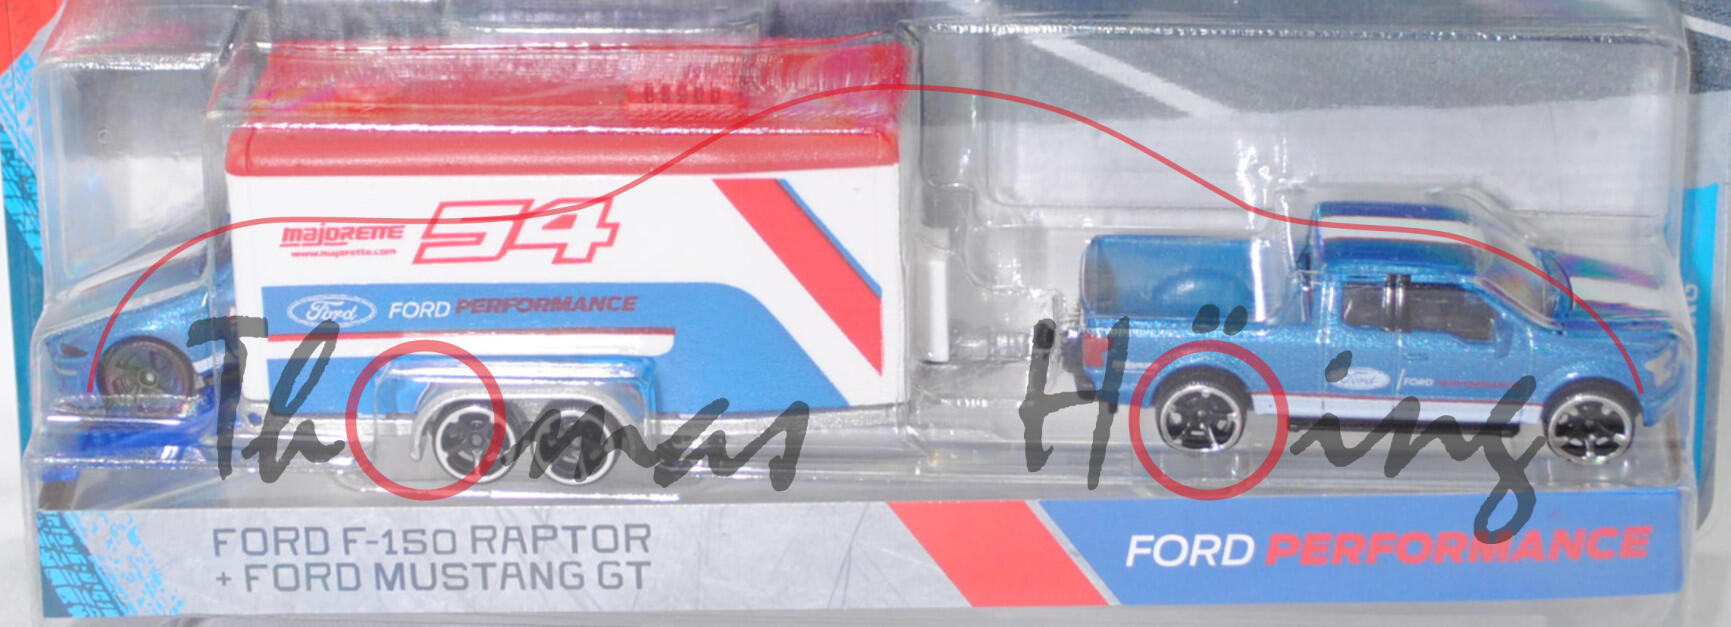 54
majorette
www.majorette.com
Ford FORD PERFORMANCE
Thomas Höing
Ford FORD PERFORMANCE
FORD F-150 RAPTOR
+ FORD MUSTANG GT
FORD PERFORMANCE